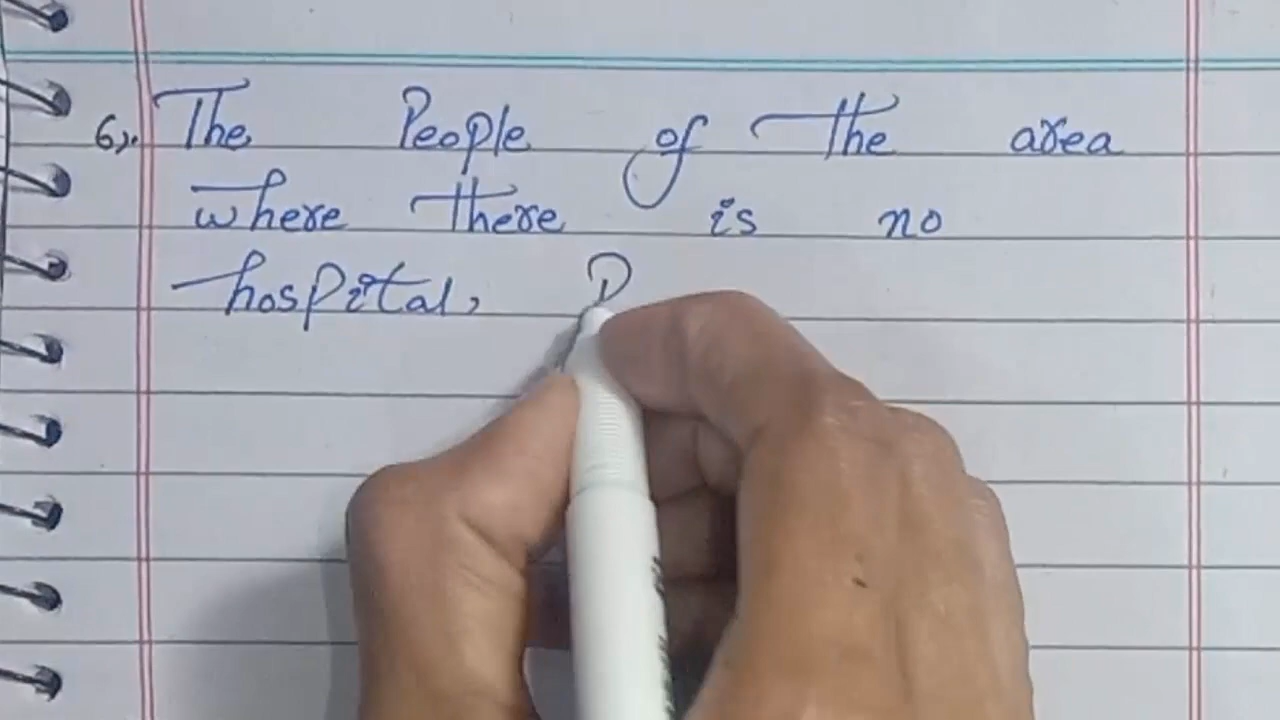 6). The People of the area
where there is no
hospital, P